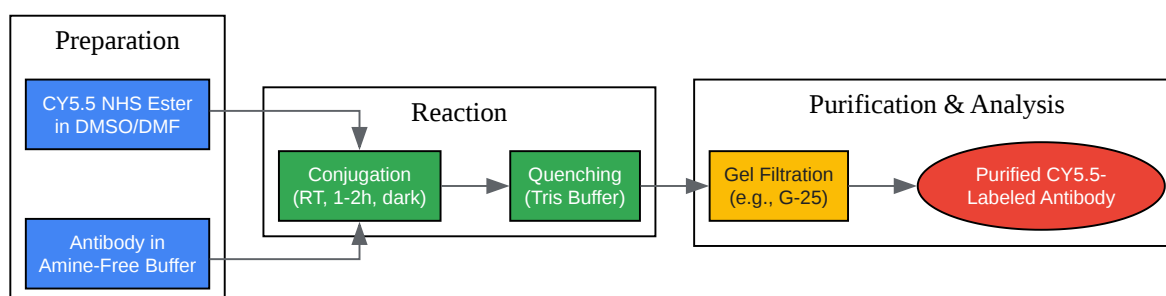 Preparation
CY5.5 NHS Ester
in DMSO/DMF
Antibody in
Amine-Free Buffer
Reaction
Conjugation
(RT, 1-2h, dark)
Quenching
(Tris Buffer)
Purification & Analysis
Gel Filtration
(e.g., G-25)
Purified CY5.5-
Labeled Antibody